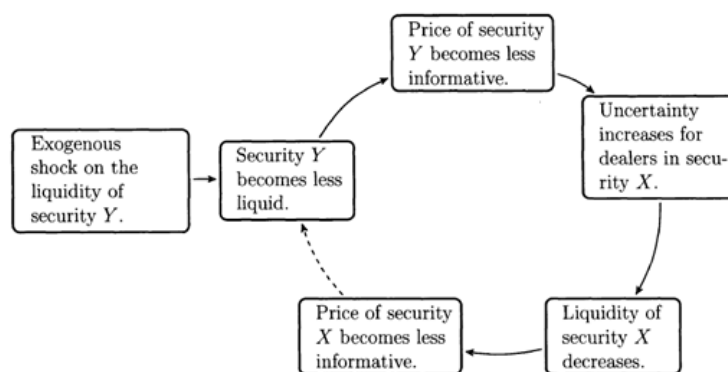 Exogenous
shock on the
liquidity of
security Y.
Security Y
becomes less
liquid.
Price of security
Y becomes less
informative.
Uncertainty
increases for
dealers in secu-
rity X.
Liquidity of
security X
decreases.
Price of security
X becomes less
informative.